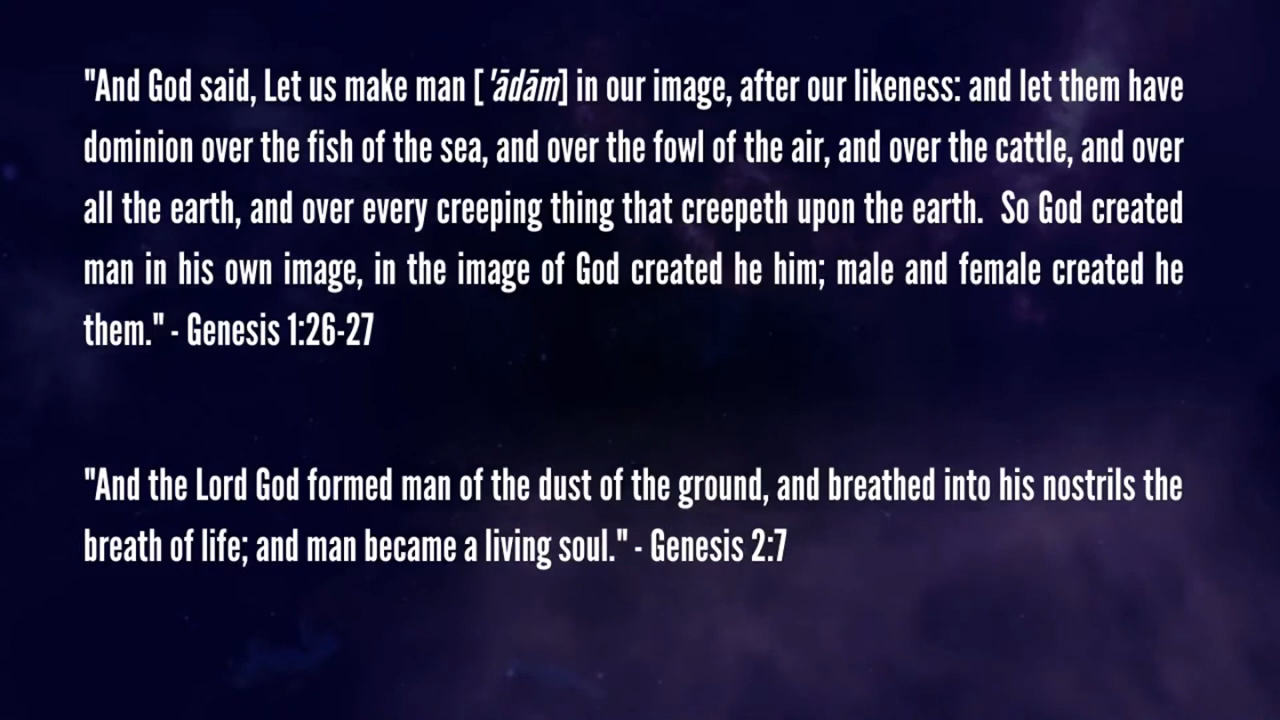 "And God said, Let us make man ['ādām] in our image, after our likeness: and let them have
dominion over the fish of the sea, and over the fowl of the air, and over the cattle, and over
all the earth, and over every creeping thing that creepeth upon the earth.  So God created
man in his own image, in the image of God created he him; male and female created he
them." - Genesis 1:26-27
"And the Lord God formed man of the dust of the ground, and breathed into his nostrils the
breath of life; and man became a living soul." - Genesis 2:7